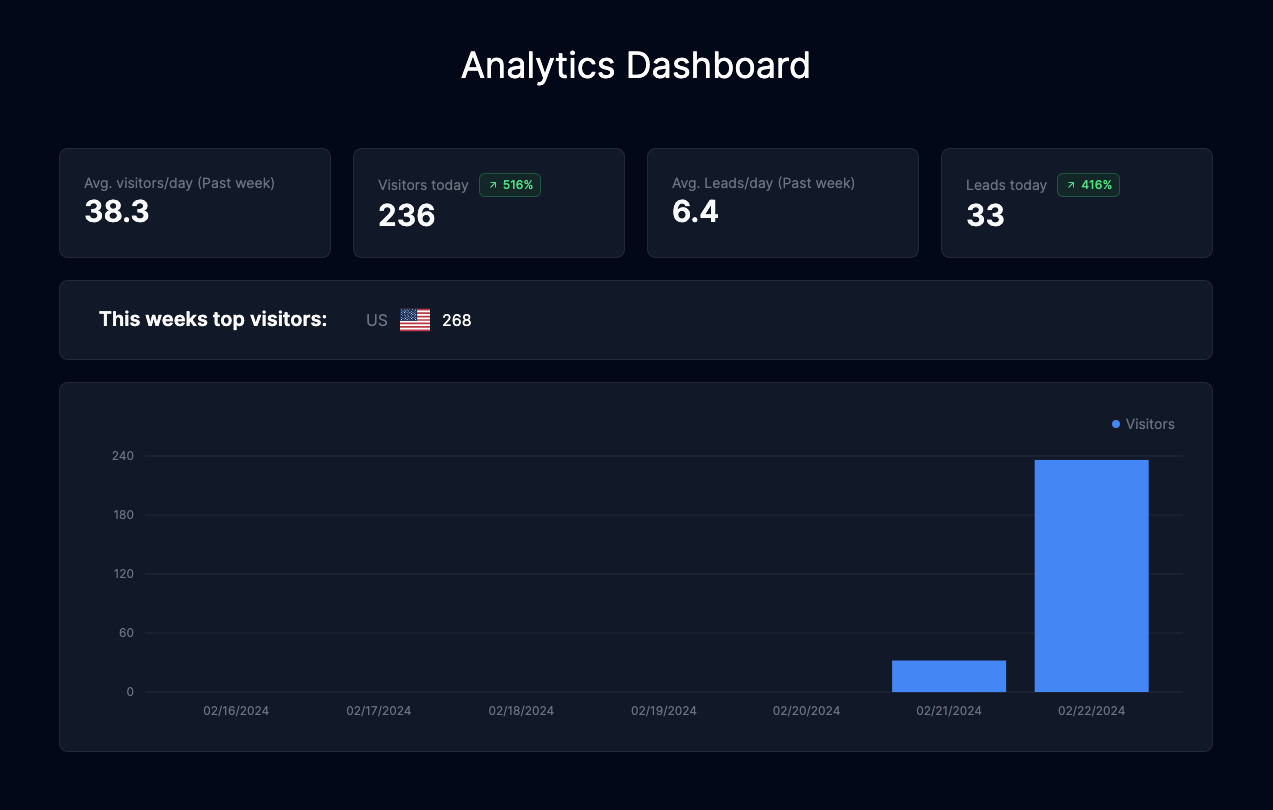 Analytics Dashboard
Avg. visitors/day (Past week)
38.3
Visitors today 516%
236
Avg. Leads/day (Past week)
6.4
Leads today 416%
33
This weeks top visitors: US 268
Visitors
240
180
120
60
0
02/16/2024 02/17/2024 02/18/2024 02/19/2024 02/20/2024 02/21/2024 02/22/2024